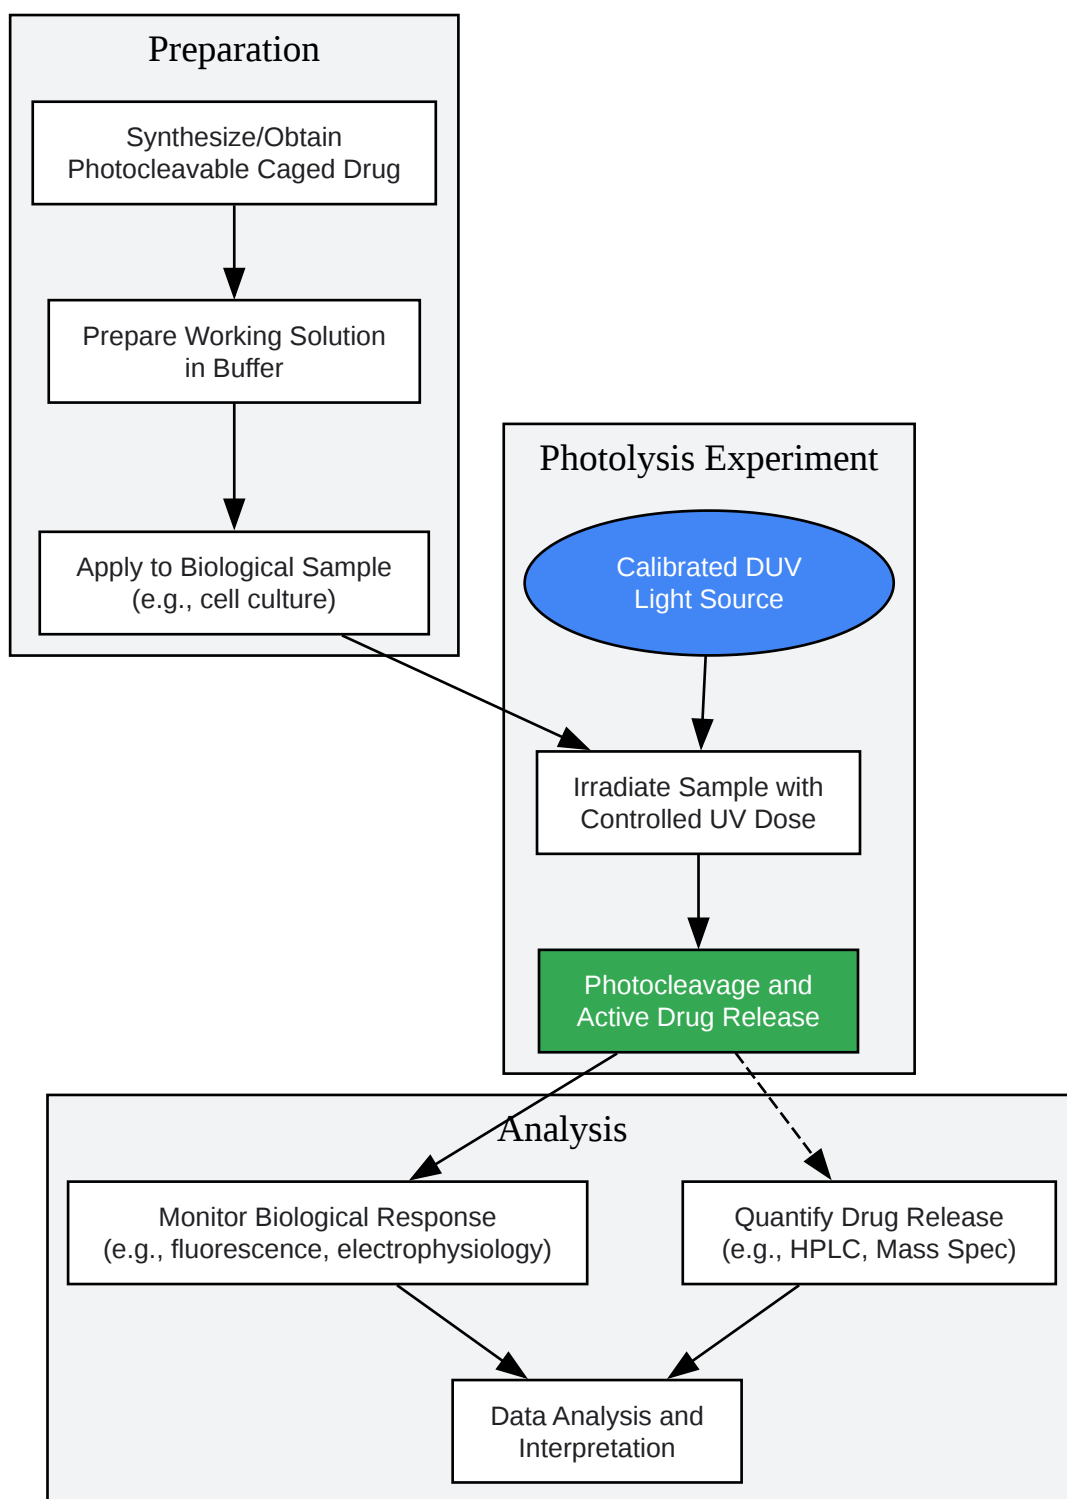 Preparation
Synthesize/Obtain
Photocleavable Caged Drug
Prepare Working Solution
in Buffer
Apply to Biological Sample
(e.g., cell culture)
Photolysis Experiment
Calibrated DUV
Light Source
Irradiate Sample with
Controlled UV Dose
Photocleavage and
Active Drug Release
Analysis
Monitor Biological Response
(e.g., fluorescence, electrophysiology)
Quantify Drug Release
(e.g., HPLC, Mass Spec)
Data Analysis and
Interpretation